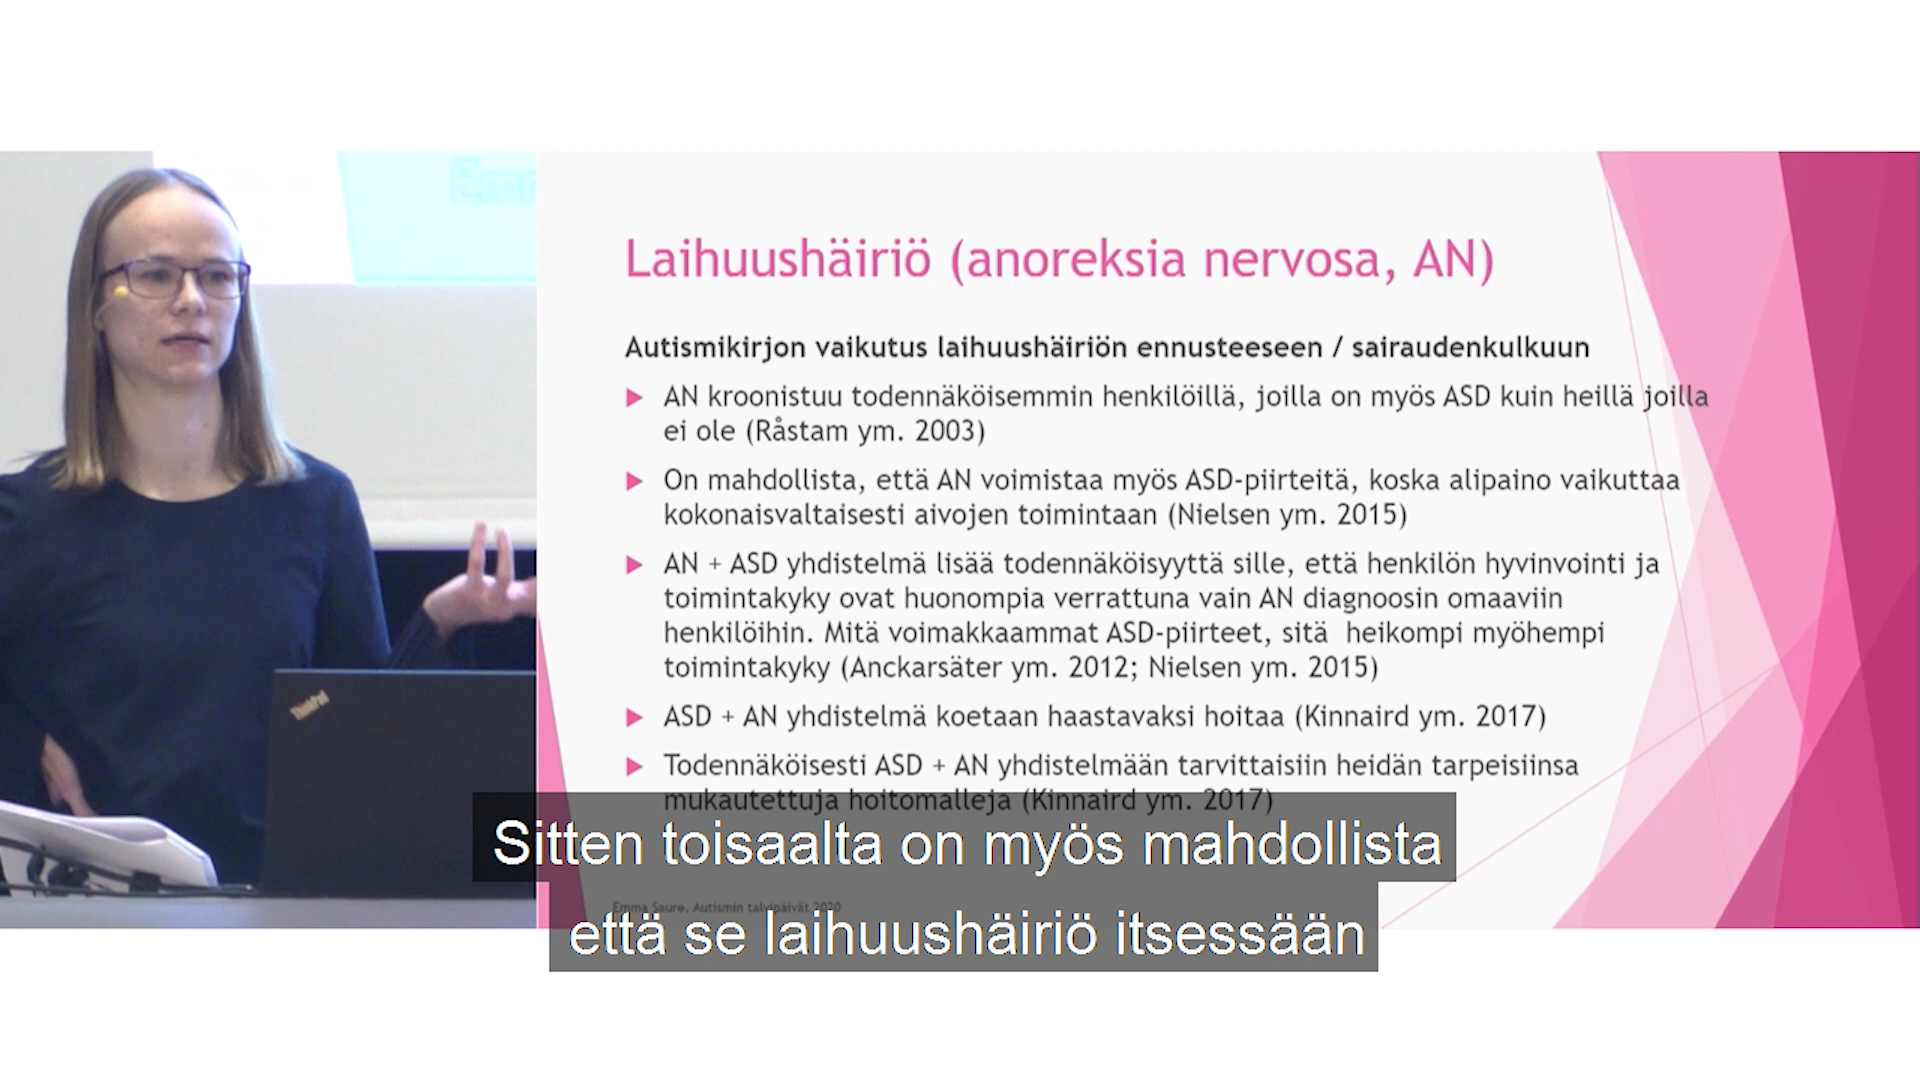 Laihuushäiriö (anoreksia nervosa, AN)
Autismikirjon vaikutus laihuushäiriön ennusteeseen / sairaudenkulkuun
AN kroonistuu todennäköisemmin henkilöillä, joilla on myös ASD kuin heillä joilla
ei ole (Råstam ym. 2003)
On mahdollista, että AN voimistaa myös ASD-piirteitä, koska alipaino vaikuttaa
kokonaisvaltaisesti aivojen toimintaan (Nielsen ym. 2015)
AN + ASD yhdistelmä lisää todennäköisyyttä sille, että henkilön hyvinvointi ja
toimintakyky ovat huonompia verrattuna vain AN diagnoosin omaaviin
henkilöihin. Mitä voimakkaammat ASD-piirteet, sitä heikompi myöhempi
toimintakyky (Anckarsäter ym. 2012; Nielsen ym. 2015)
ASD + AN yhdistelmä koetaan haastavaksi hoitaa (Kinnaird ym. 2017)
Todennäköisesti ASD + AN yhdistelmään tarvittaisiin heidän tarpeisiinsa
mukautettuja hoitomalleja (Kinnaird ym. 2017)
Emma Saure, Autismin talvipäivät 2020
Sitten toisaalta on myös mahdollista
että se laihuushäiriö itsessään
ThinkPad